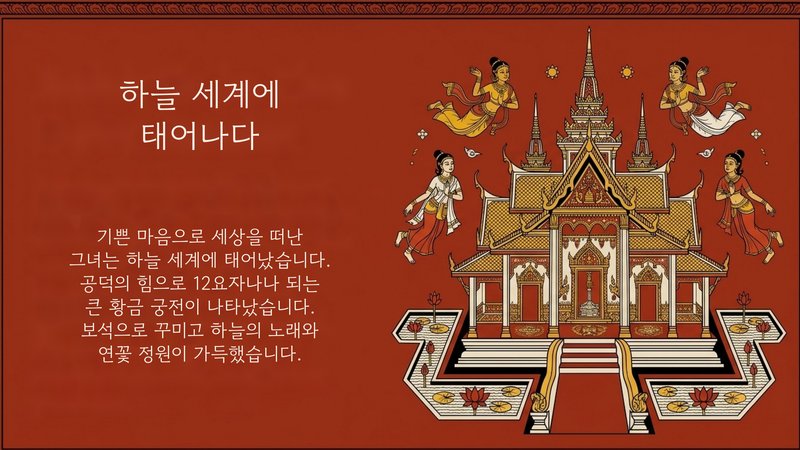 하늘 세계에
태어나다
기쁜 마음으로 세상을 떠난
그녀는 하늘 세계에 태어났습니다.
공덕의 힘으로 12요자나나 되는
큰 황금 궁전이 나타났습니다.
보석으로 꾸미고 하늘의 노래와
연꽃 정원이 가득했습니다.